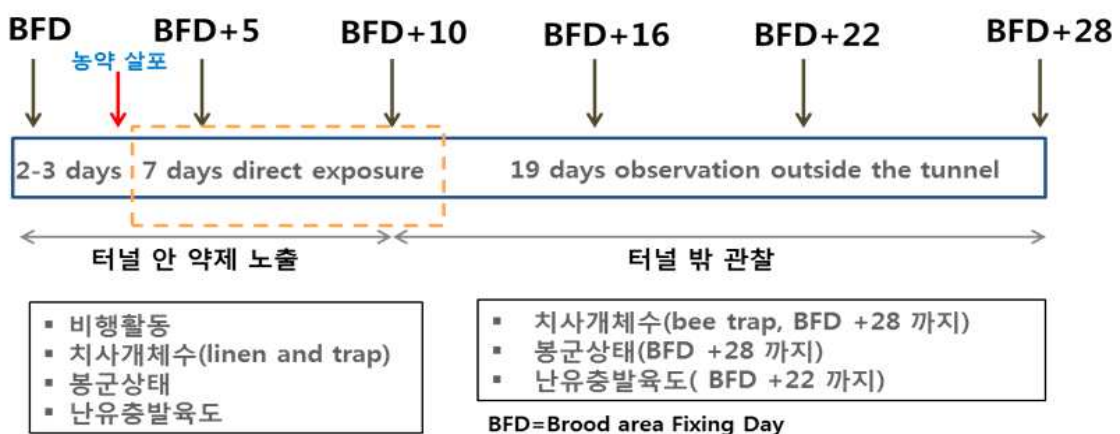 BFD BFD+5 BFD+10 BFD+16 BFD+22 BFD+28
농약 살포
2-3 days 7 days direct exposure 19 days observation outside the tunnel
터널 안 약제 노출 터널 밖 관찰
▪ 비행활동
▪ 치사개체수(linen and trap)
▪ 봉군상태
▪ 난유충발육도
▪ 치사개체수(bee trap, BFD +28 까지)
▪ 봉군상태(BFD +28 까지)
▪ 난유충발육도( BFD +22 까지)
BFD=Brood area Fixing Day